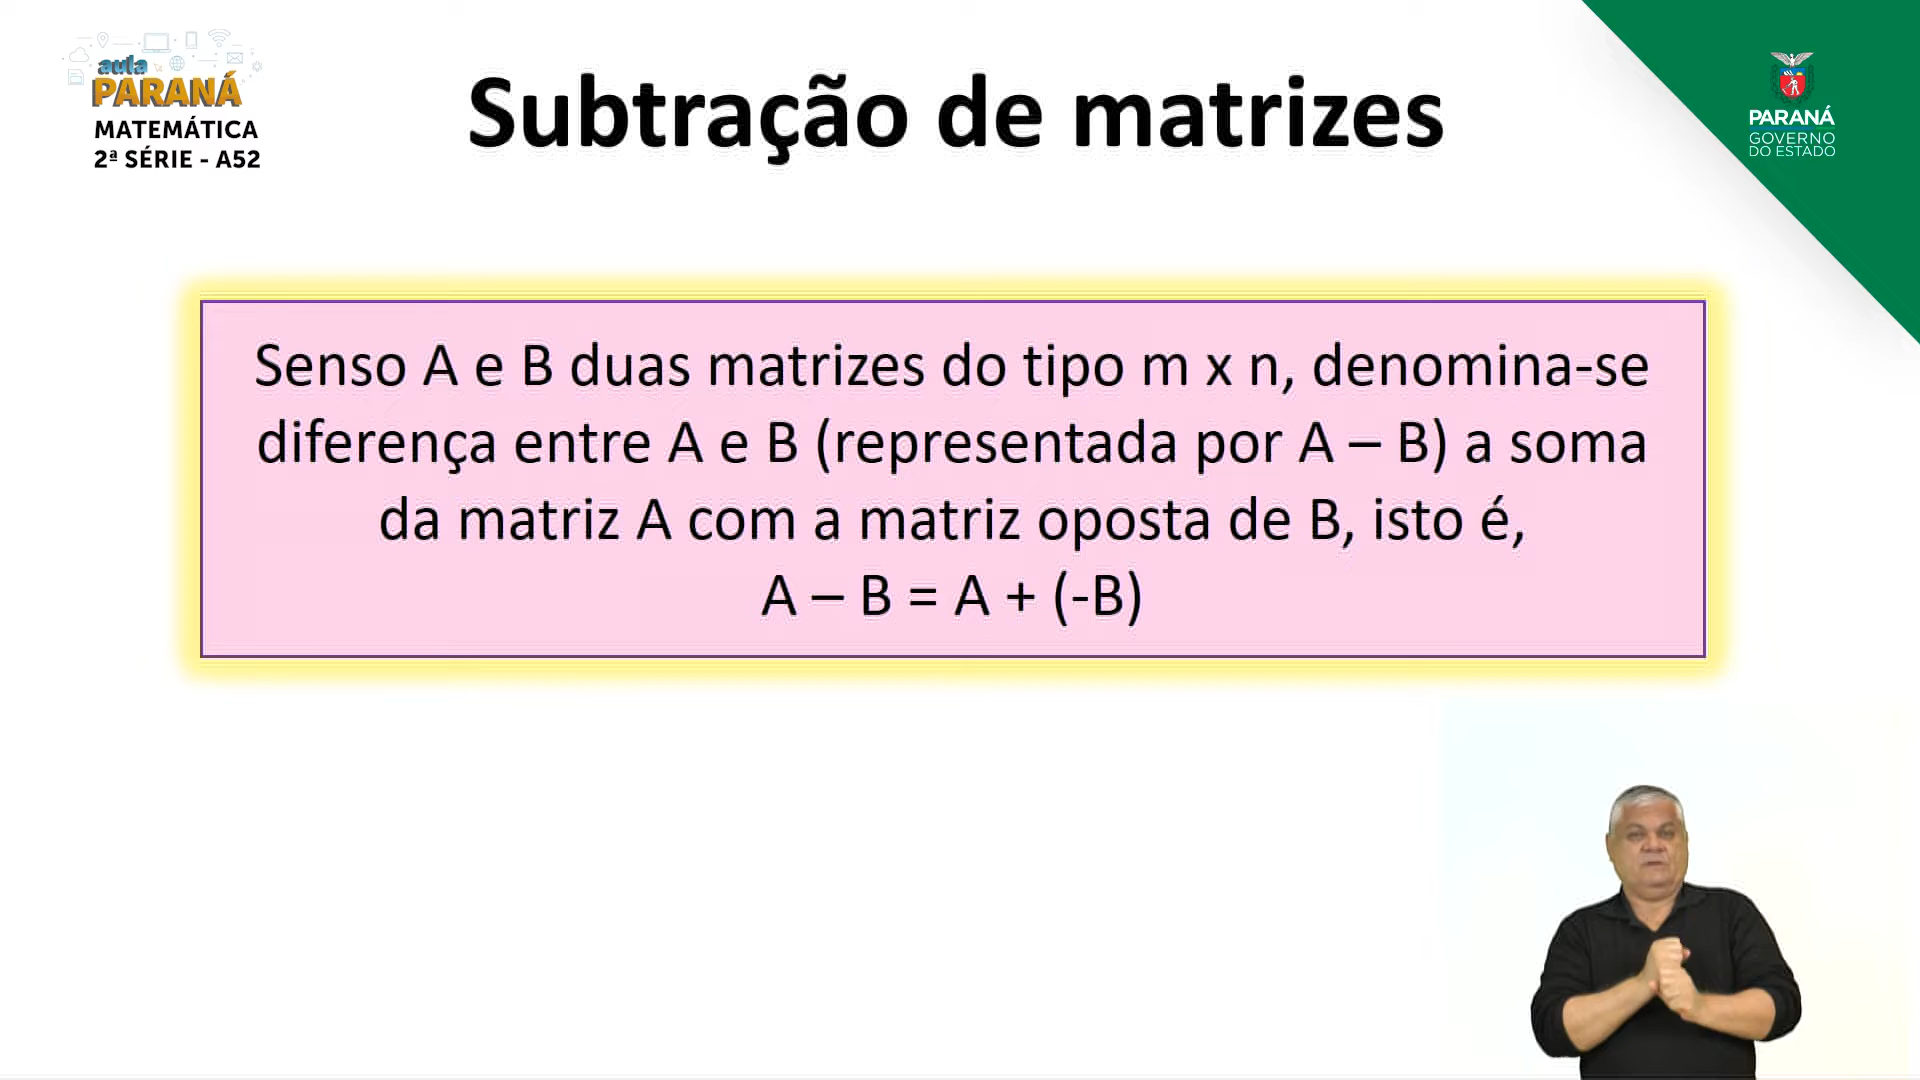 aula
PARANÁ
MATEMÁTICA
2ª SÉRIE - A52
Subtração de matrizes
PARANÁ
GOVERNO
DO ESTADO
Senso A e B duas matrizes do tipo m x n, denomina-se
diferença entre A e B (representada por A – B) a soma
da matriz A com a matriz oposta de B, isto é,
A – B = A + (-B)